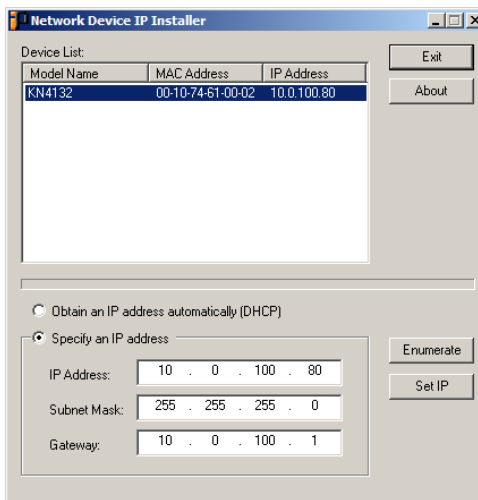 Network Device IP Installer
Device List:
Model Name MAC Address IP Address
KN4132 00-10-74-61-00-02 10.0.100.80
Exit
About
Obtain an IP address automatically (DHCP)
Specify an IP address
IP Address: 10 . 0 . 100 . 80
Subnet Mask: 255 . 255 . 255 . 0
Gateway: 10 . 0 . 100 . 1
Enumerate
Set IP